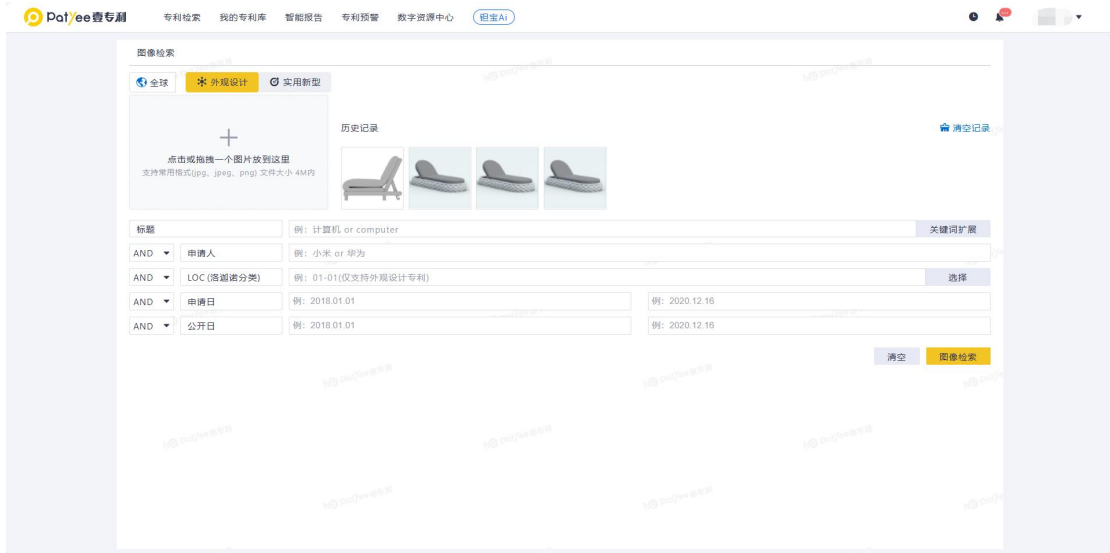 Patyee壹专利 专利检索 我的专利库 智能报告 专利预警 数字资源中心 钽宝Ai
图像检索
全球 外观设计 实用新型
历史记录 清空记录
点击或拖拽一个图片放到这里
支持常用格式(jpg、jpeg、png) 文件大小 4M内
标题 例：计算机 or computer 关键词扩展
AND 申请人 例：小米 or 华为
AND LOC (洛迦诺分类) 例：01-01(仅支持外观设计专利) 选择
AND 申请日 例：2018.01.01 例：2020.12.16
AND 公开日 例：2018.01.01 例：2020.12.16
清空 图像检索